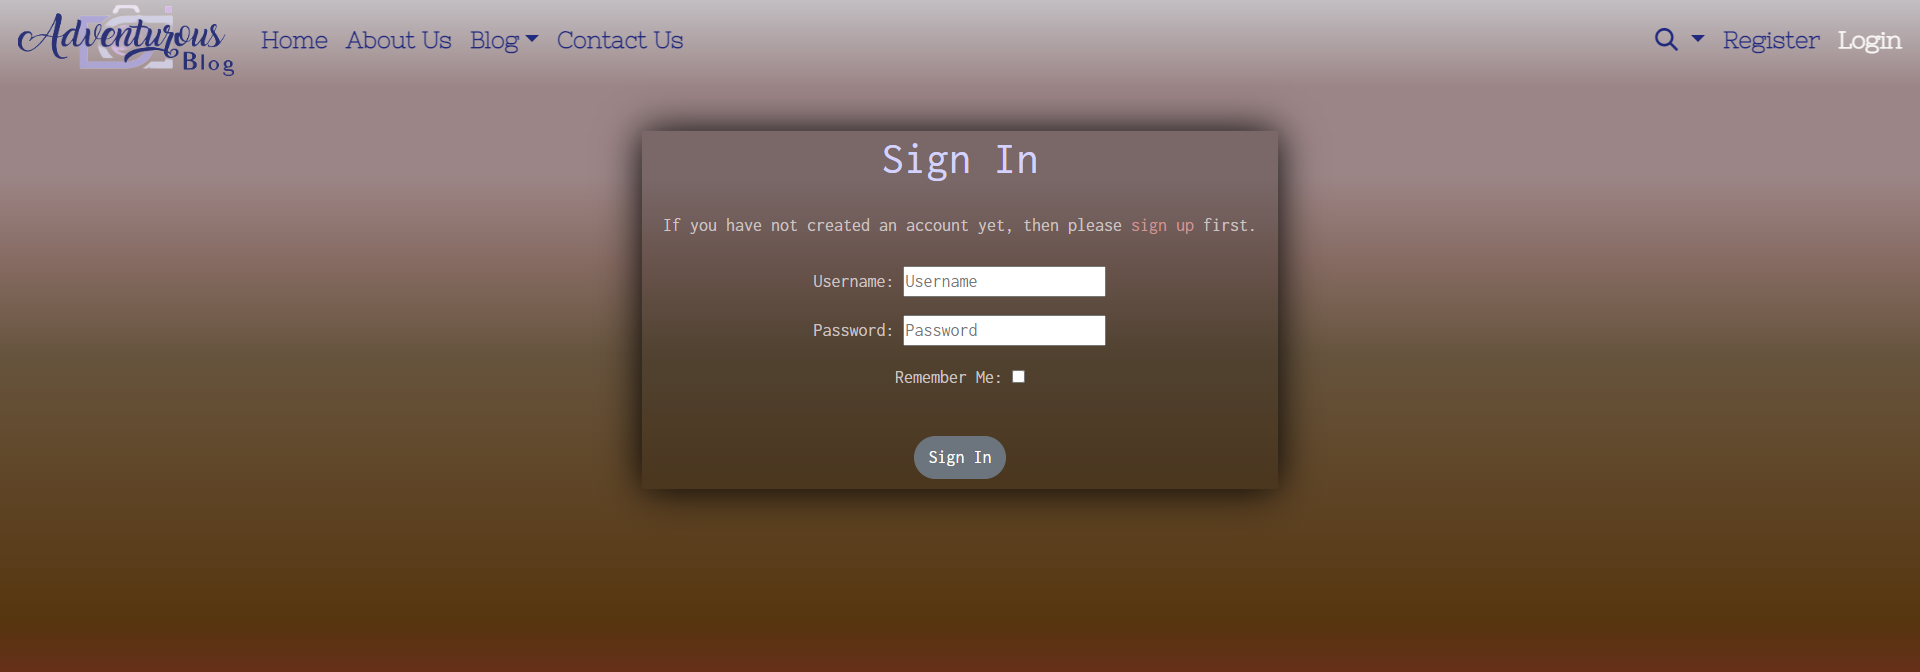 Adventurous
Blog
Home About Us Blog Contact Us
Register Login
Sign In
If you have not created an account yet, then please sign up first.
Username: Username
Password: Password
Remember Me:
Sign In